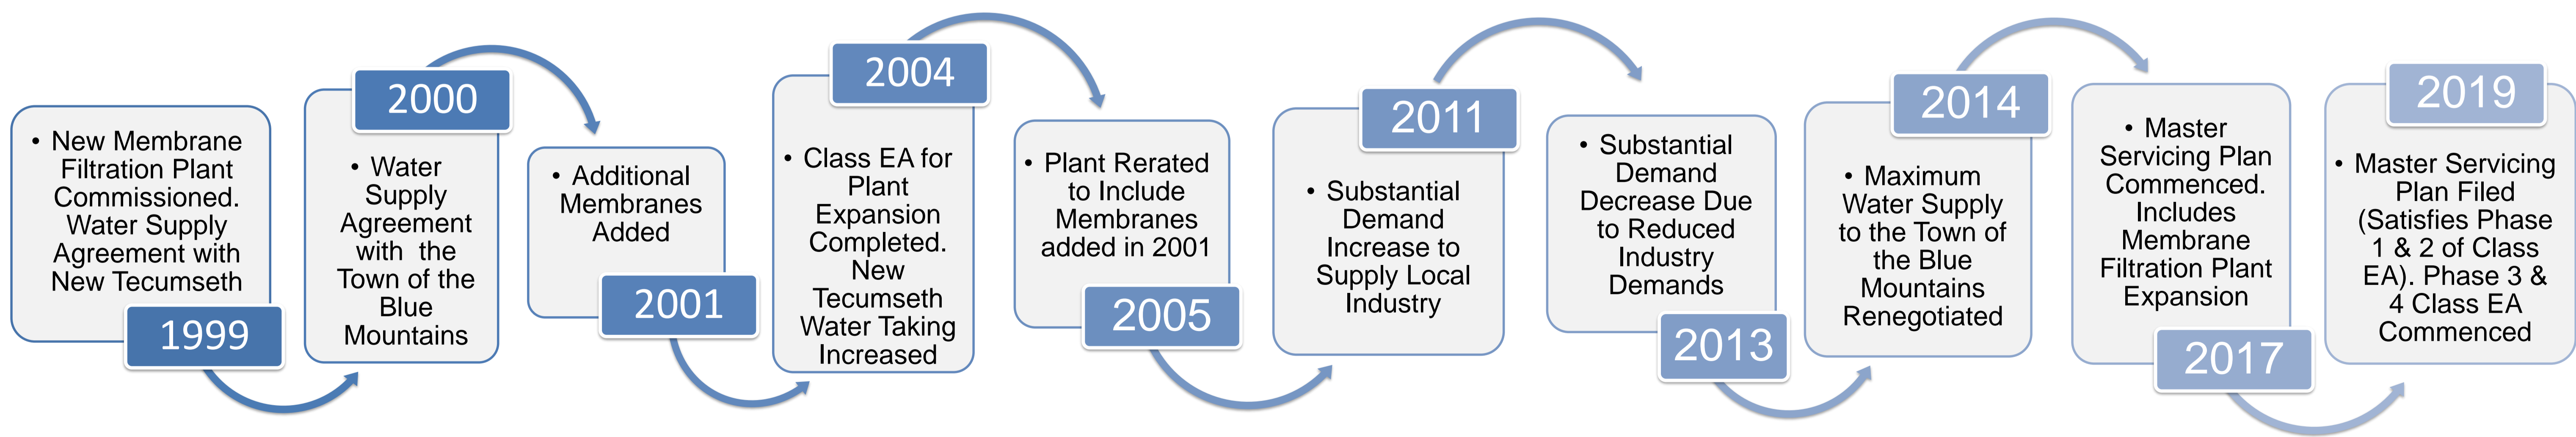 • New Membrane
Filtration Plant
Commissioned.
Water Supply
Agreement with
New Tecumseth
1999
2000
• Water
Supply
Agreement
with the
Town of the
Blue
Mountains
• Additional
Membranes
Added
2001
2004
• Class EA for
Plant
Expansion
Completed.
New
Tecumseth
Water Taking
Increased
• Plant Rerated
to Include
Membranes
added in 2001
2005
2011
• Substantial
Demand
Increase to
Supply Local
Industry
• Substantial
Demand
Decrease Due
to Reduced
Industry
Demands
2013
2014
• Maximum
Water Supply
to the Town of
the Blue
Mountains
Renegotiated
• Master
Servicing Plan
Commenced.
Includes
Membrane
Filtration Plant
Expansion
2017
2019
• Master Servicing
Plan Filed
(Satisfies Phase
1 & 2 of Class
EA). Phase 3 &
4 Class EA
Commenced